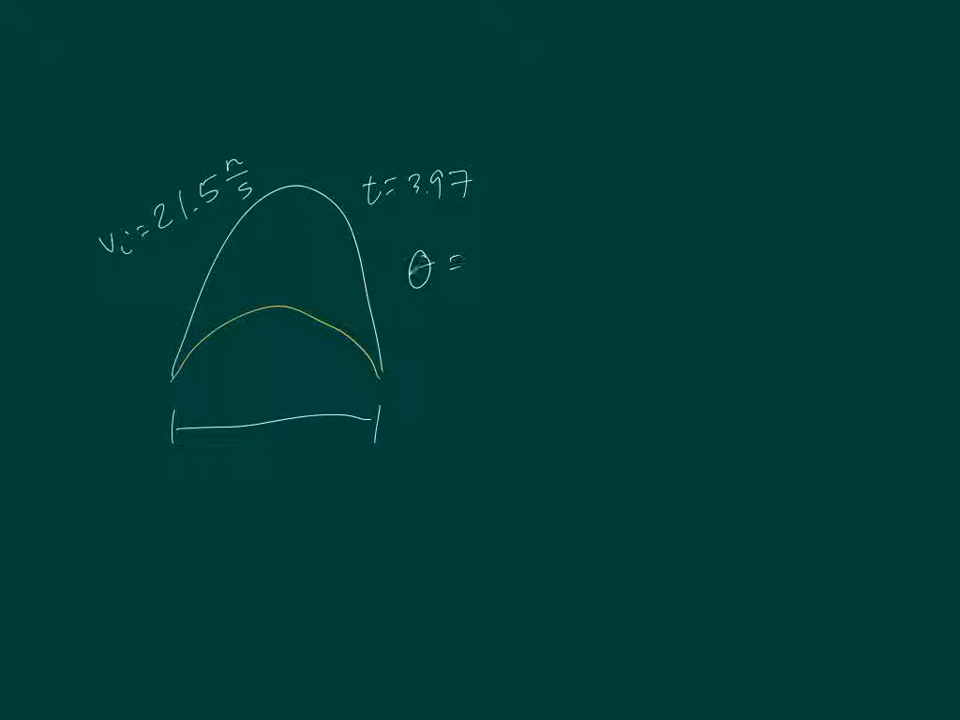 vi = 21.5 m/s
t = 3.97
θ =